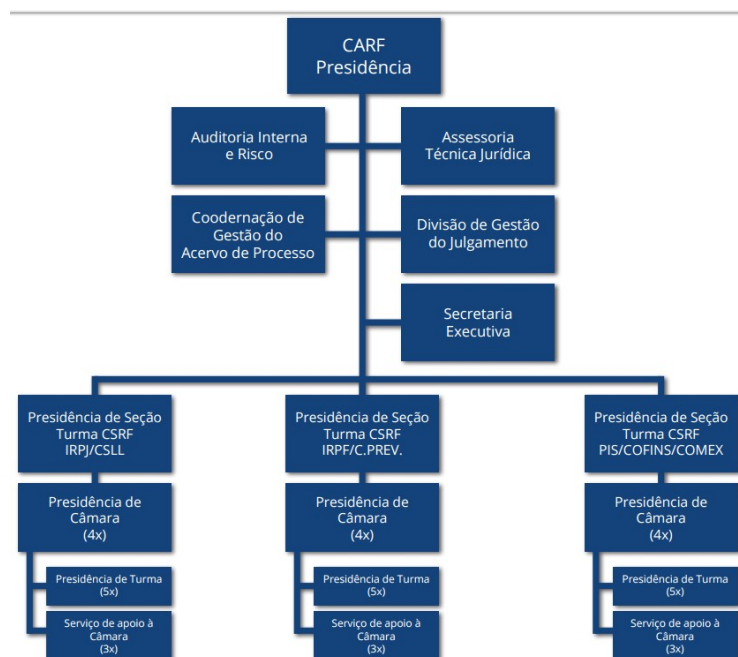 CARF
Presidência
Auditoria Interna
e Risco
Assessoria
Técnica Jurídica
Coodernação de
Gestão do
Acervo de Processo
Divisão de Gestão
do Julgamento
Secretaria
Executiva
Presidência de Seção
Turma CSRF
IRPJ/CSLL
Presidência de Seção
Turma CSRF
IRPF/C.PREV.
Presidência de Seção
Turma CSRF
PIS/COFINS/COMEX
Presidência de
Câmara
(4x)
Presidência de
Câmara
(4x)
Presidência de
Câmara
(4x)
Presidência de Turma
(5x)
Presidência de Turma
(5x)
Presidência de Turma
(5x)
Serviço de apoio à
Câmara
(3x)
Serviço de apoio à
Câmara
(3x)
Serviço de apoio à
Câmara
(3x)